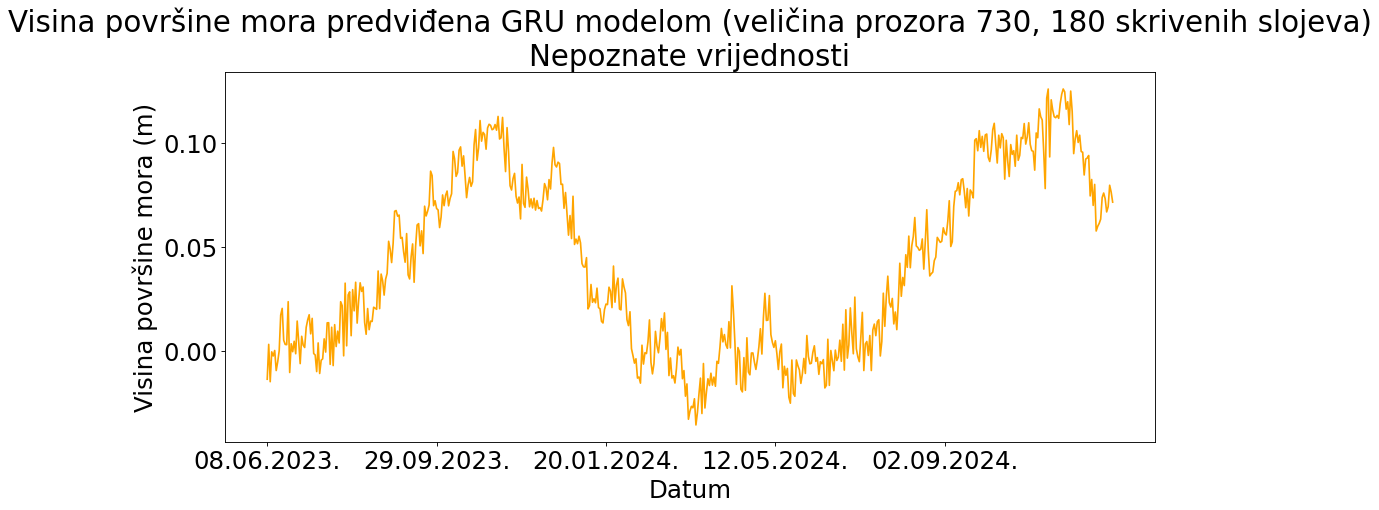 Visina površine mora predviđena GRU modelom (veličina prozora 730, 180 skrivenih slojeva)
Nepoznate vrijednosti
Visina površine mora (m)
0.10
0.05
0.00
08.06.2023. 29.09.2023. 20.01.2024. 12.05.2024. 02.09.2024.
Datum